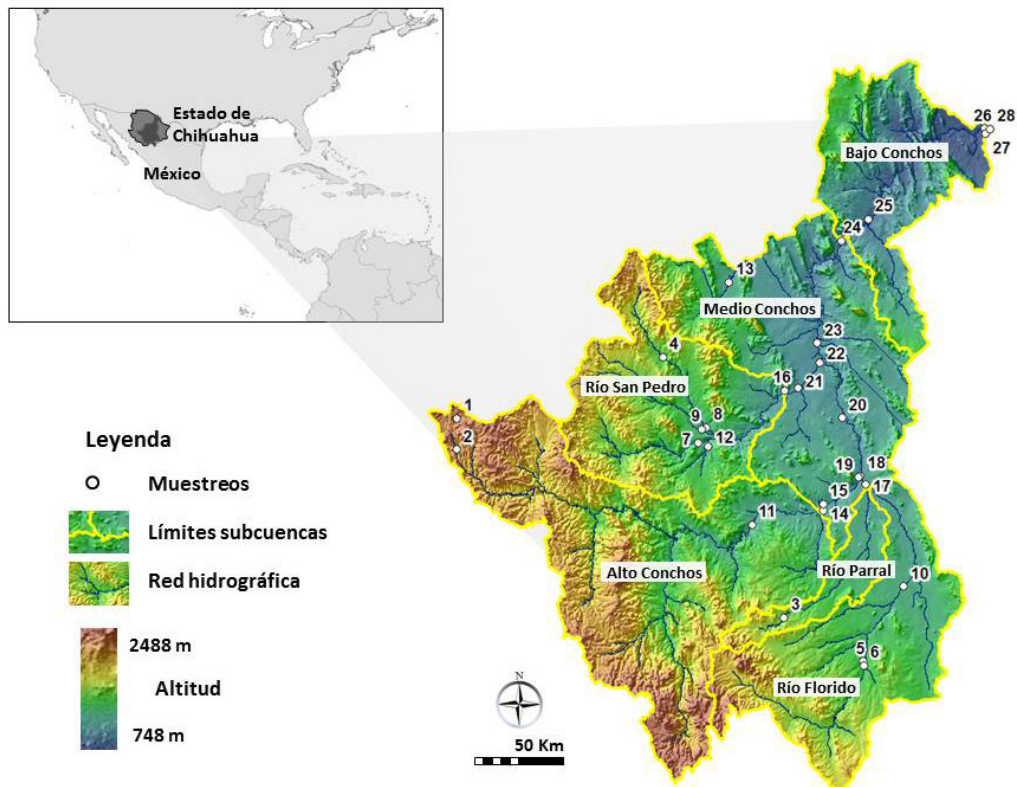 Estado de
Chihuahua
México
Leyenda
Muestreos
Límites subcuencas
Red hidrográfica
2488 m
Altitud
748 m
N
50 Km
26
28
27
Bajo Conchos
25
24
13
Medio Conchos
23
22
4
Río San Pedro
16
21
1
20
9
8
2
7
12
19
18
17
15
14
11
Alto Conchos
Río Parral
10
3
5
6
Río Florido